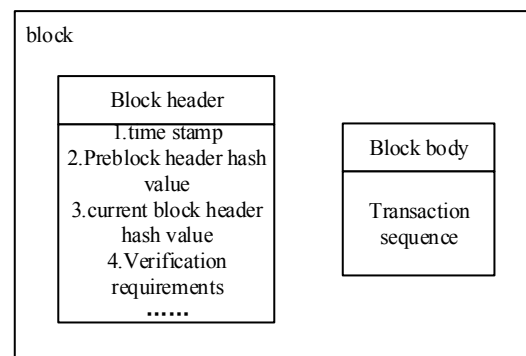 block
Block header
1.time stamp
2.Preblock header hash
value
3.current block header
hash value
4.Verification
requirements
......
Block body
Transaction
sequence